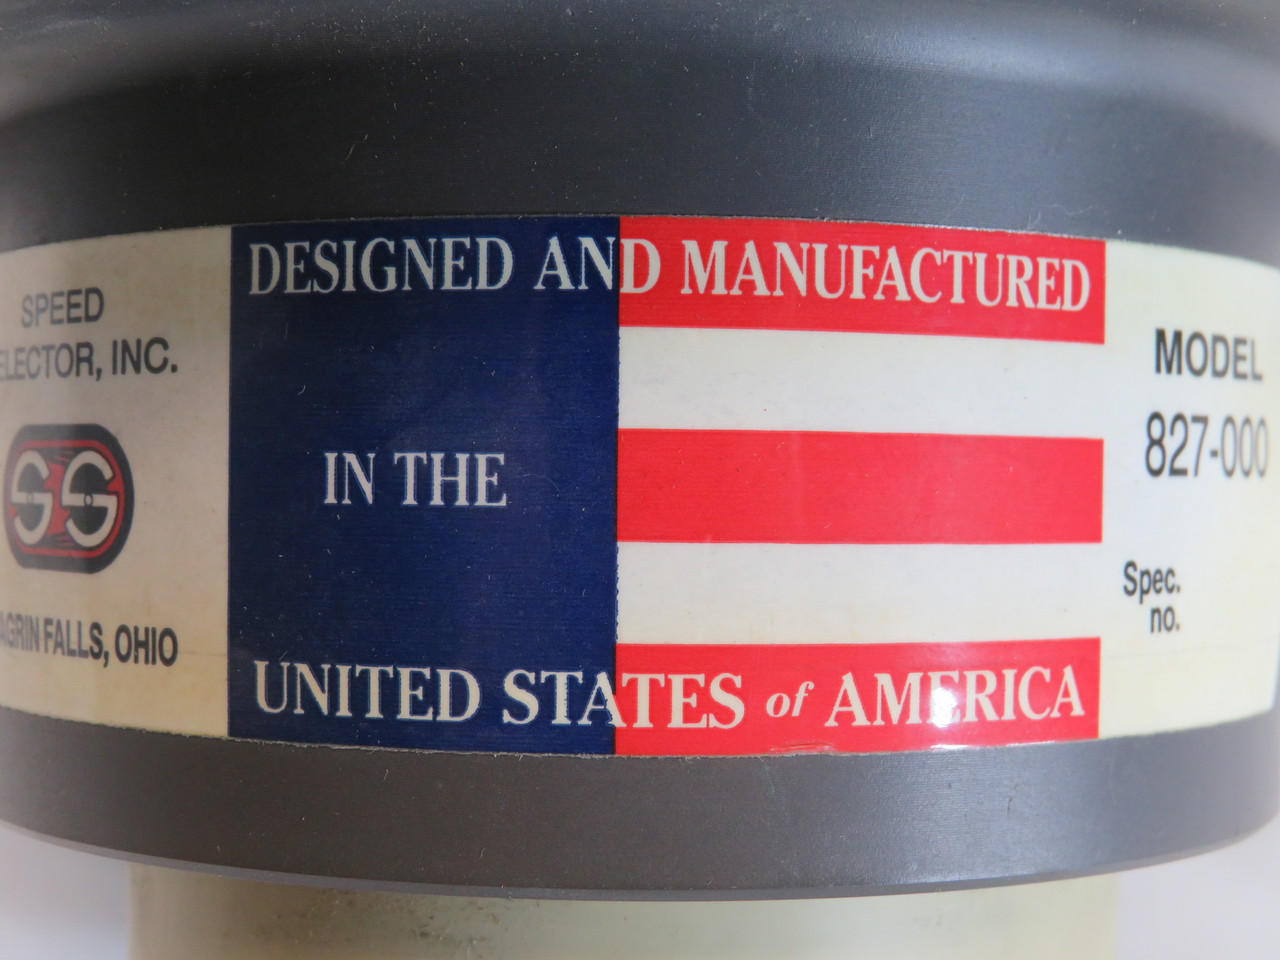 SPEED
ELECTOR, INC.
SS
AGRIN FALLS, OHIO
DESIGNED AND MANUFACTURED
IN THE
UNITED STATES of AMERICA
MODEL
827-000
Spec.
no.